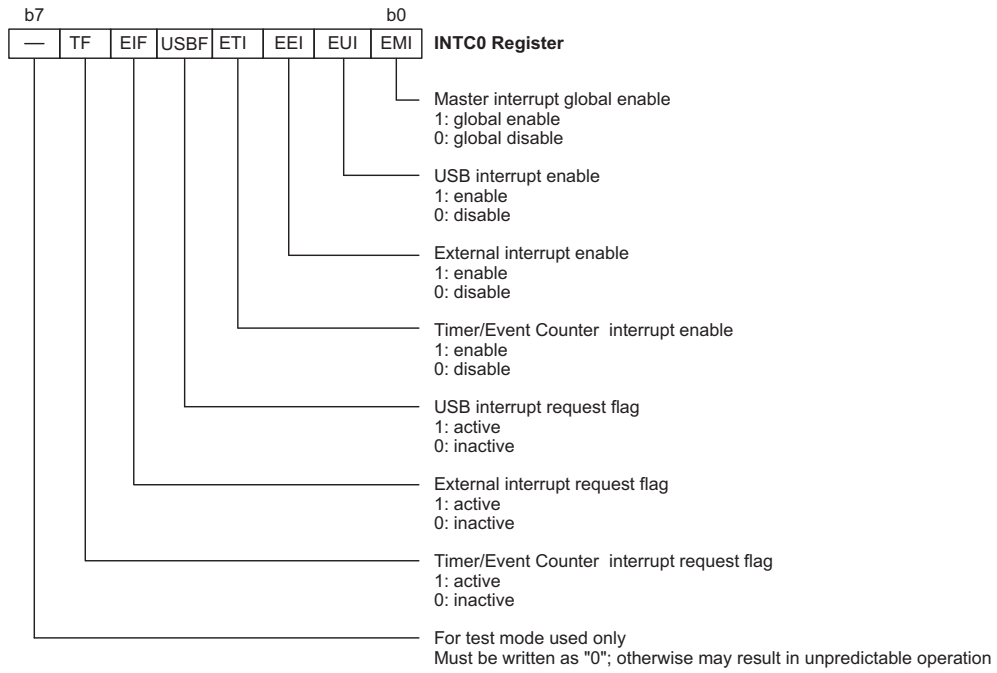 b7 b0
— TF EIF USBF ETI EEI EUI EMI INTC0 Register
Master interrupt global enable
1: global enable
0: global disable
USB interrupt enable
1: enable
0: disable
External interrupt enable
1: enable
0: disable
Timer/Event Counter interrupt enable
1: enable
0: disable
USB interrupt request flag
1: active
0: inactive
External interrupt request flag
1: active
0: inactive
Timer/Event Counter interrupt request flag
1: active
0: inactive
For test mode used only
Must be written as "0"; otherwise may result in unpredictable operation